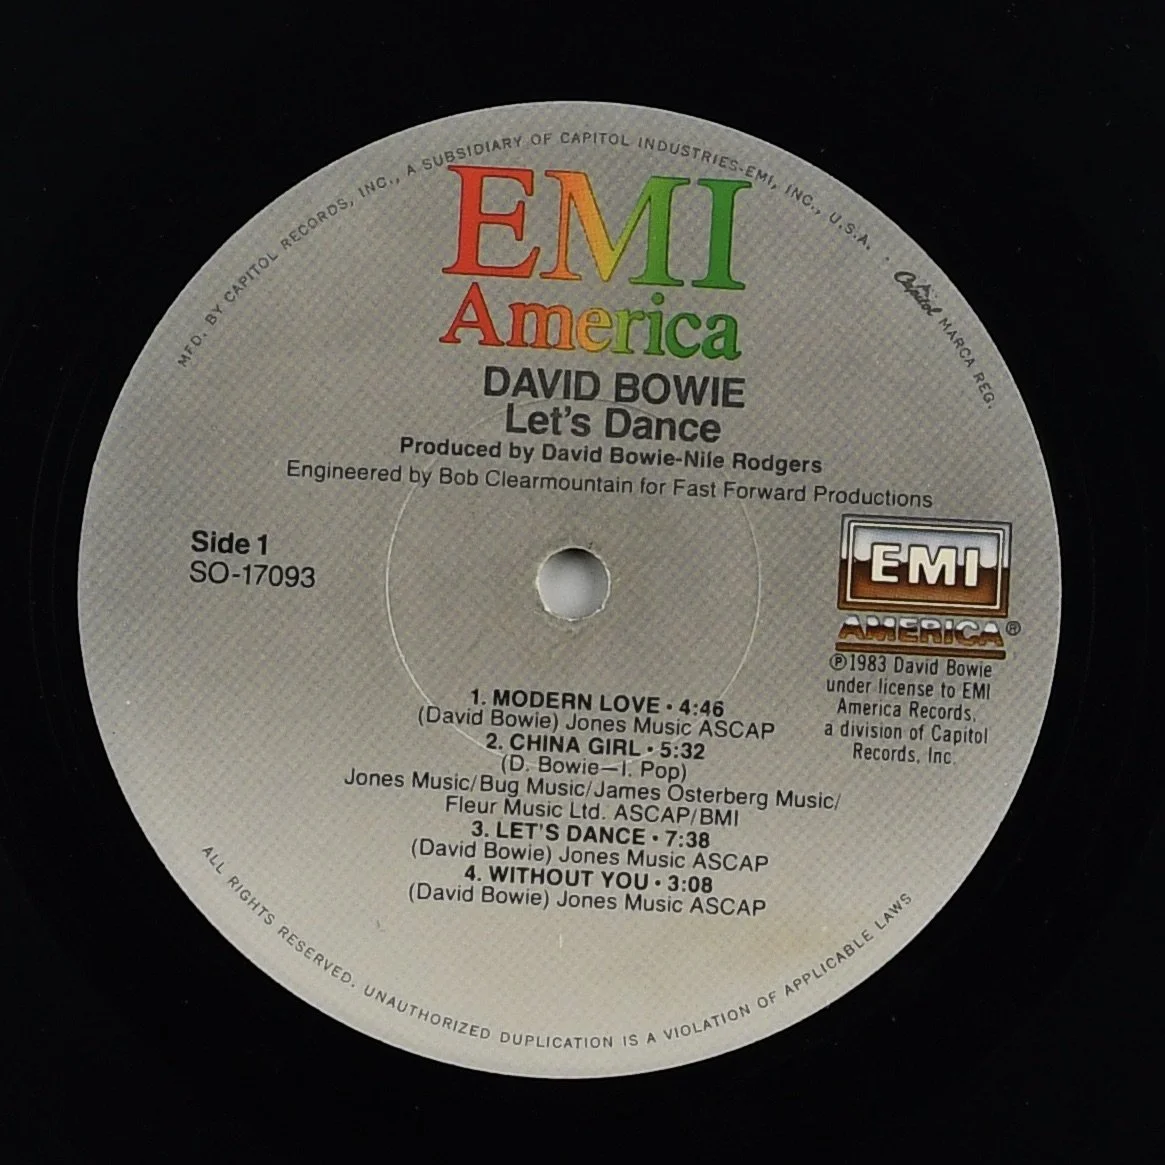 MFD. BY CAPITOL RECORDS, INC., A SUBSIDIARY OF CAPITOL INDUSTRIES-EMI, INC., U.S.A. • Capitol MARCA REG.
EMI
America
DAVID BOWIE
Let's Dance
Produced by David Bowie-Nile Rodgers
Engineered by Bob Clearmountain for Fast Forward Productions
Side 1
SO-17093
EMI
AMERICA®
℗1983 David Bowie
under license to EMI
America Records,
a division of Capitol
Records, Inc.
1. MODERN LOVE • 4:46
(David Bowie) Jones Music ASCAP
2. CHINA GIRL • 5:32
(D. Bowie—I. Pop)
Jones Music/Bug Music/James Osterberg Music/
Fleur Music Ltd. ASCAP/BMI
3. LET'S DANCE • 7:38
(David Bowie) Jones Music ASCAP
4. WITHOUT YOU • 3:08
(David Bowie) Jones Music ASCAP
ALL RIGHTS RESERVED. UNAUTHORIZED DUPLICATION IS A VIOLATION OF APPLICABLE LAWS